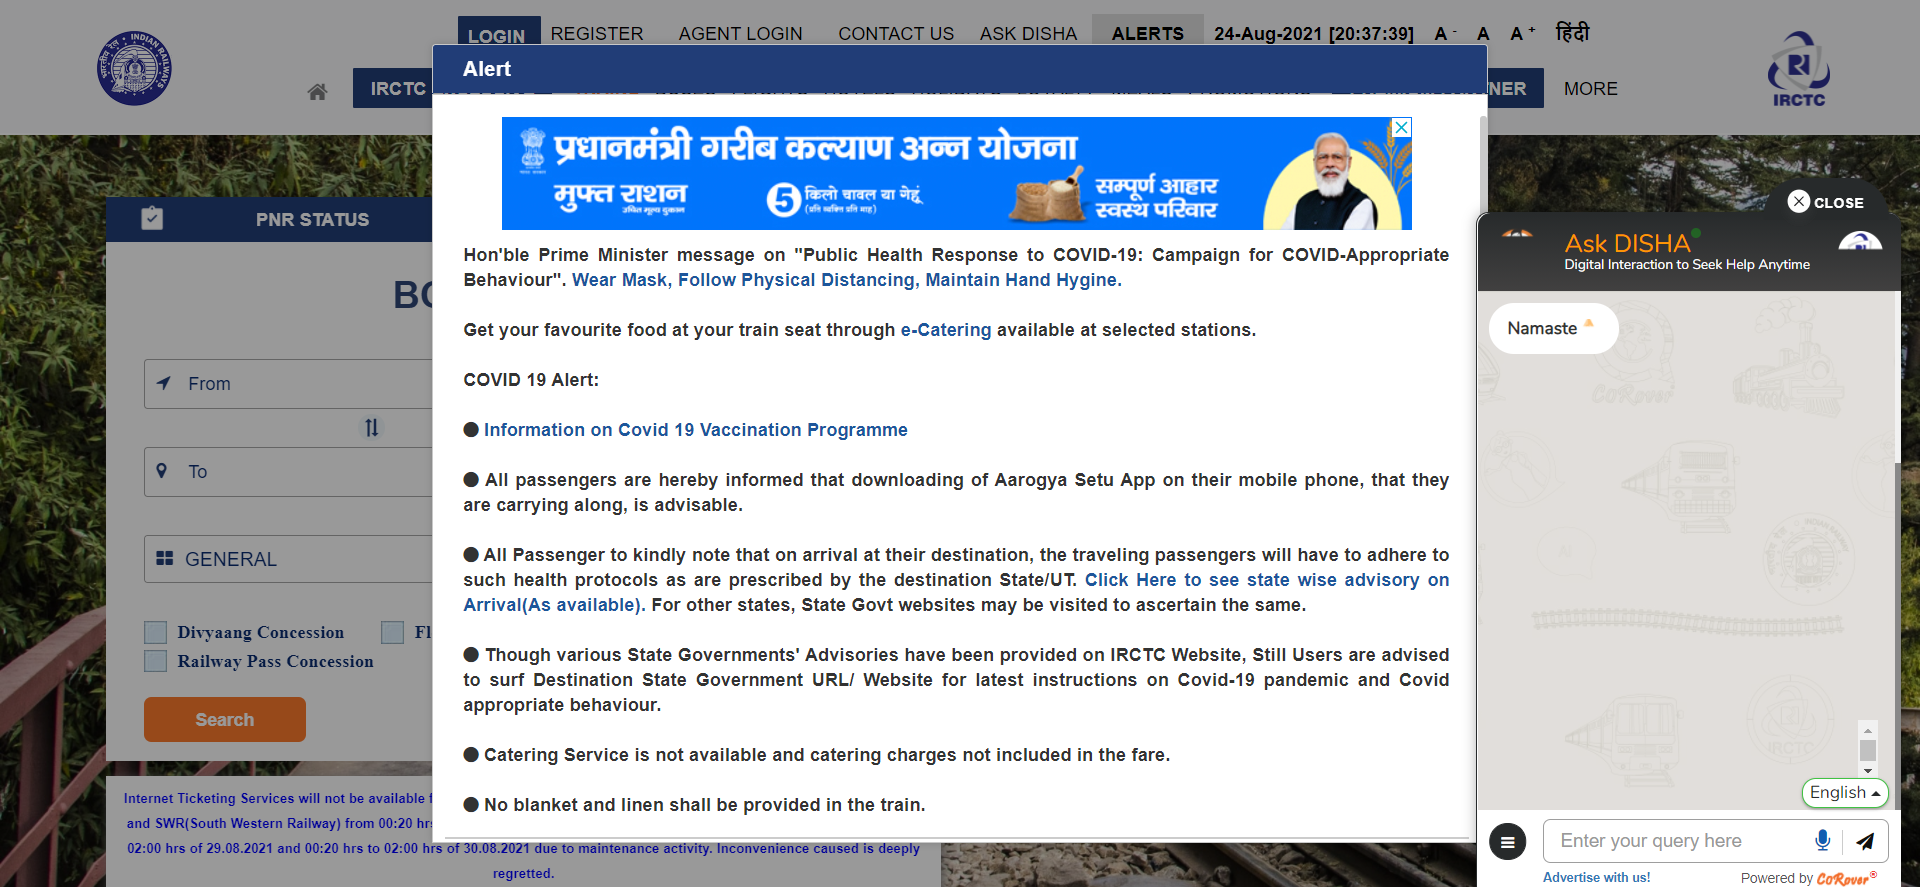 LOGIN
REGISTER
AGENT LOGIN
CONTACT US
ASK DISHA
ALERTS
24-Aug-2021 [20:37:39]
A -
A
A +
हिंदी
INDIAN RAILWAYS
IRCTC
NER
MORE
IRCTC
Alert
प्रधानमंत्री गरीब कल्याण अन्न योजना
मुफ्त राशन
उचित मूल्य दुकान
5 किलो चावल या गेहूं
(प्रति व्यक्ति प्रति माह)
सम्पूर्ण आहार
स्वस्थ परिवार
Hon'ble Prime Minister message on "Public Health Response to COVID-19: Campaign for COVID-Appropriate
Behaviour". Wear Mask, Follow Physical Distancing, Maintain Hand Hygine.
Get your favourite food at your train seat through e-Catering available at selected stations.
COVID 19 Alert:
● Information on Covid 19 Vaccination Programme
● All passengers are hereby informed that downloading of Aarogya Setu App on their mobile phone, that they
are carrying along, is advisable.
● All Passenger to kindly note that on arrival at their destination, the traveling passengers will have to adhere to
such health protocols as are prescribed by the destination State/UT. Click Here to see state wise advisory on
Arrival(As available). For other states, State Govt websites may be visited to ascertain the same.
● Though various State Governments' Advisories have been provided on IRCTC Website, Still Users are advised
to surf Destination State Government URL/ Website for latest instructions on Covid-19 pandemic and Covid
appropriate behaviour.
● Catering Service is not available and catering charges not included in the fare.
● No blanket and linen shall be provided in the train.
PNR STATUS
From
To
GENERAL
Divyaang Concession
Fl
Railway Pass Concession
Search
Internet Ticketing Services will not be available f
and SWR(South Western Railway) from 00:20 hrs
02:00 hrs of 29.08.2021 and 00:20 hrs to 02:00 hrs of 30.08.2021 due to maintenance activity. Inconvenience caused is deeply
regretted.
CLOSE
Ask DISHA
Digital Interaction to Seek Help Anytime
Namaste
CoRover
IRCTC
English
Enter your query here
Advertise with us!
Powered by CoRover®